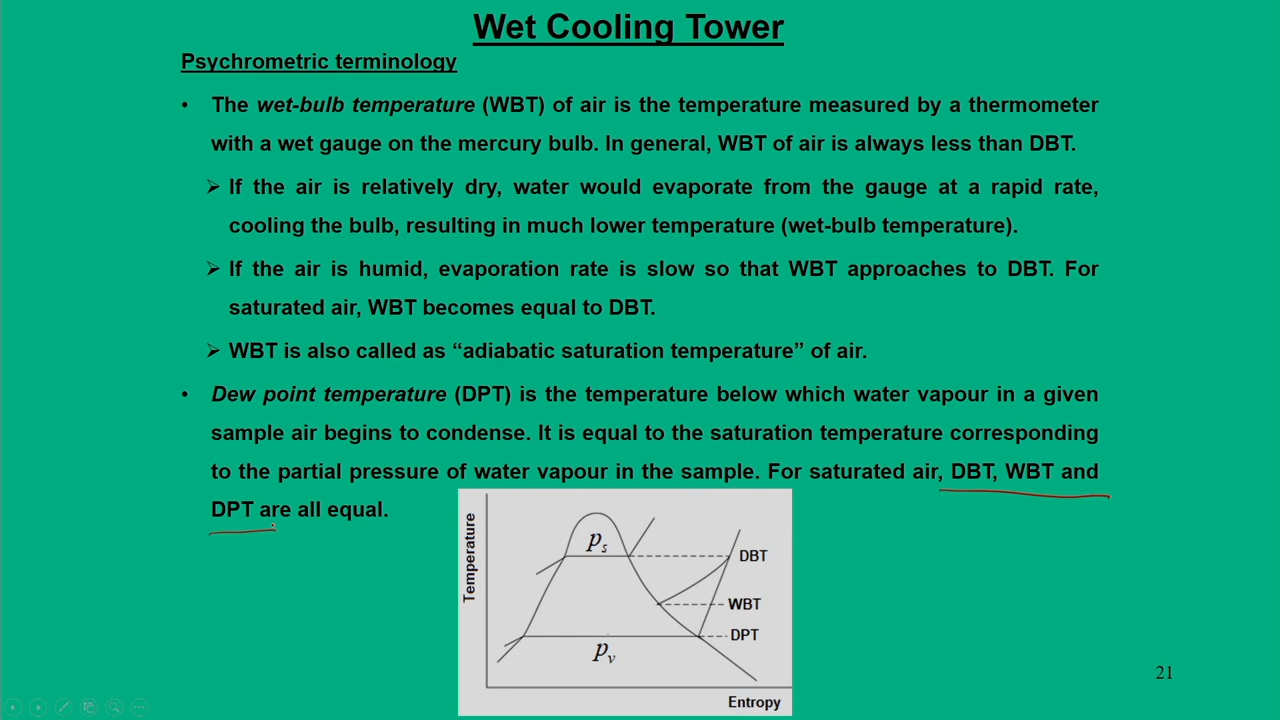 Wet Cooling Tower
Psychrometric terminology
• The wet-bulb temperature (WBT) of air is the temperature measured by a thermometer
with a wet gauge on the mercury bulb. In general, WBT of air is always less than DBT.
➢ If the air is relatively dry, water would evaporate from the gauge at a rapid rate,
cooling the bulb, resulting in much lower temperature (wet-bulb temperature).
➢ If the air is humid, evaporation rate is slow so that WBT approaches to DBT. For
saturated air, WBT becomes equal to DBT.
➢ WBT is also called as “adiabatic saturation temperature” of air.
• Dew point temperature (DPT) is the temperature below which water vapour in a given
sample air begins to condense. It is equal to the saturation temperature corresponding
to the partial pressure of water vapour in the sample. For saturated air, DBT, WBT and
DPT are all equal.
Temperature
ps
DBT
WBT
DPT
pv
Entropy
21